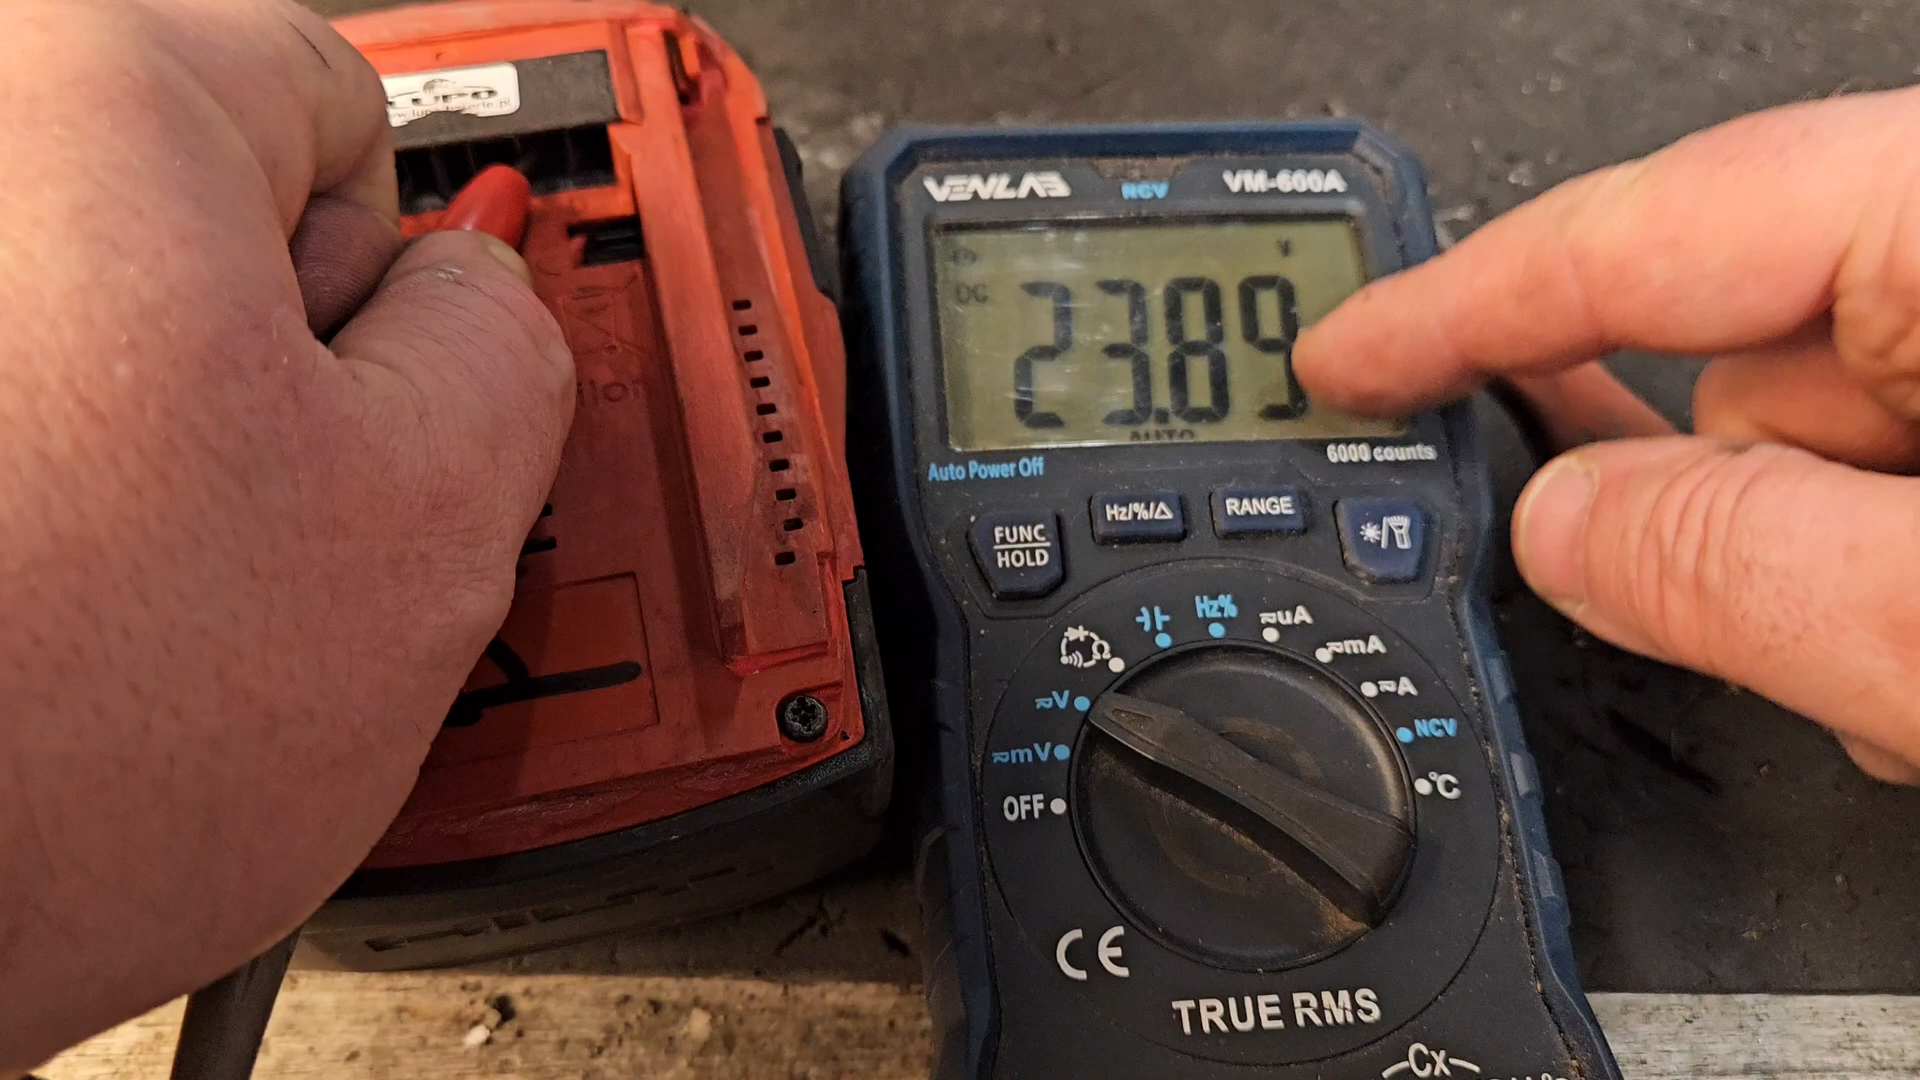 LUPO
VENLAB
NCV
VM-600A
DC
V
23.89
AUTO
Auto Power Off
6000 counts
FUNC
HOLD
Hz/%/△
RANGE
Hz%
Ω
uA
mA
A
NCV
°C
V
mV
OFF
CE
TRUE RMS
Cx